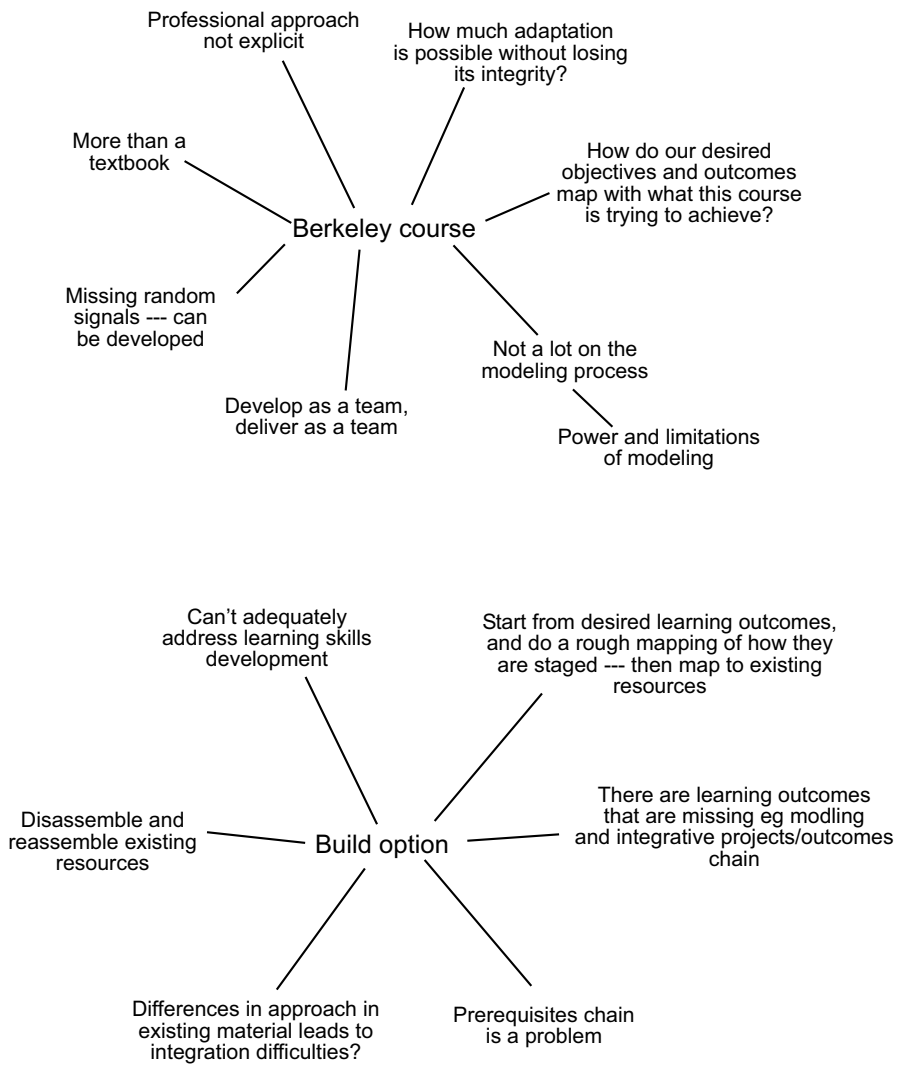 Professional approach
not explicit
How much adaptation
is possible without losing
its integrity?
More than a
textbook
How do our desired
objectives and outcomes
map with what this course
is trying to achieve?
Berkeley course
Missing random
signals --- can
be developed
Not a lot on the
modeling process
Develop as a team,
deliver as a team
Power and limitations
of modeling
Can't adequately
address learning skills
development
Start from desired learning outcomes,
and do a rough mapping of how they
are staged --- then map to existing
resources
Disassemble and
reassemble existing
resources
Build option
There are learning outcomes
that are missing eg modling
and integrative projects/outcomes
chain
Differences in approach in
existing material leads to
integration difficulties?
Prerequisites chain
is a problem